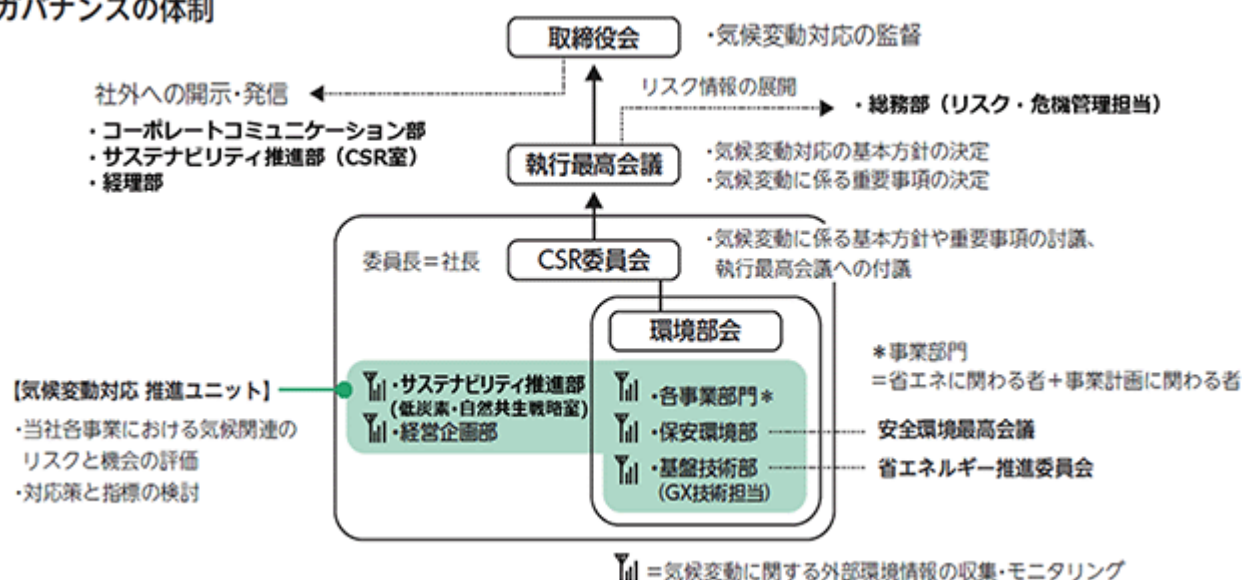 ガバナンスの体制
取締役会
・気候変動対応の監督
社外への開示・発信
リスク情報の展開
・コーポレートコミュニケーション部
・サステナビリティ推進部（CSR室）
・経理部
・総務部（リスク・危機管理担当）
執行最高会議
・気候変動対応の基本方針の決定
・気候変動に係る重要事項の決定
委員長＝社長
CSR委員会
・気候変動に係る基本方針や重要事項の討議、
執行最高会議への付議
環境部会
＊事業部門
＝省エネに関わる者＋事業計画に関わる者
【気候変動対応 推進ユニット】
・当社各事業における気候関連の
リスクと機会の評価
・対応策と指標の検討
・サステナビリティ推進部
(低炭素・自然共生戦略室)
・経営企画部
・各事業部門＊
・保安環境部
安全環境最高会議
・基盤技術部
(GX技術担当)
省エネルギー推進委員会
＝気候変動に関する外部環境情報の収集・モニタリング